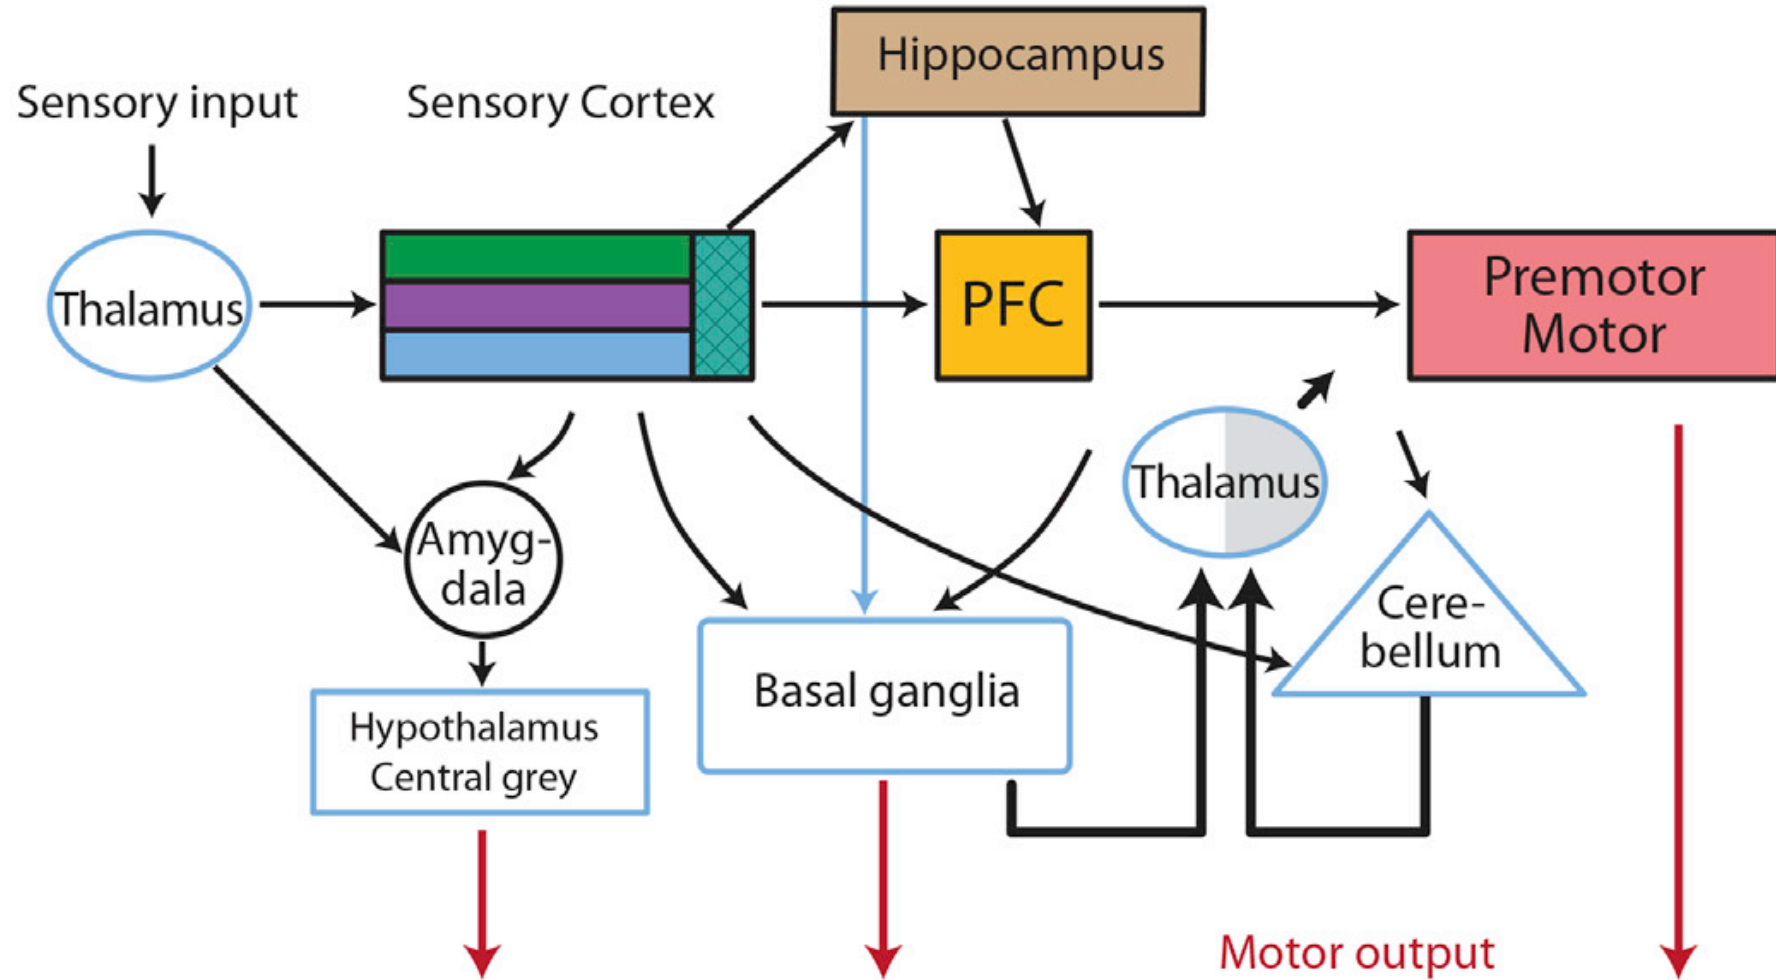 Hippocampus
Sensory input
Sensory Cortex
Thalamus
PFC
Premotor
Motor
Thalamus
Amyg-
dala
Cere-
bellum
Basal ganglia
Hypothalamus
Central grey
Motor output